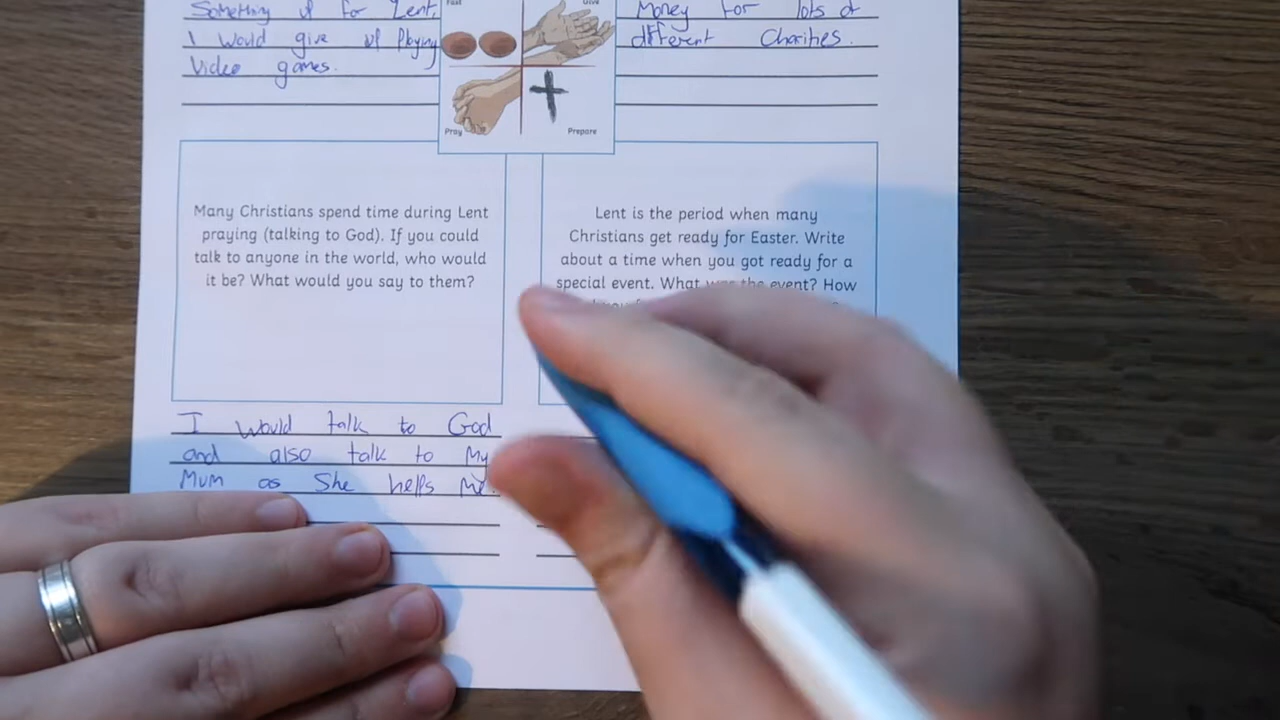 Something up for Lent,
I would give up Playing
Video games.
Fast
Give
Pray
Prepare
Money for lots of
different Charities.
Many Christians spend time during Lent
praying (talking to God). If you could
talk to anyone in the world, who would
it be? What would you say to them?
I would talk to God
and also talk to My
Mum as She helps me.
Lent is the period when many
Christians get ready for Easter. Write
about a time when you got ready for a
special event. What was the event? How